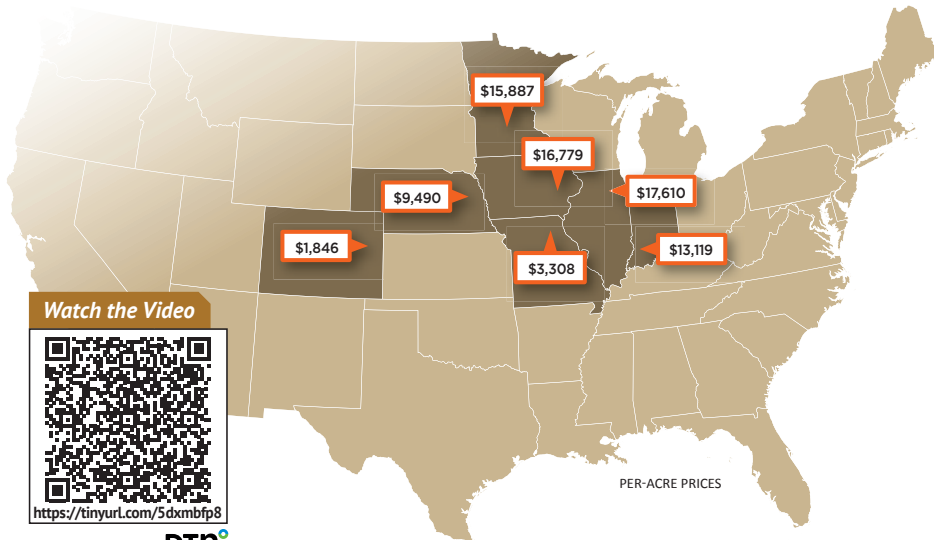 $15,887
$16,779
$17,610
$9,490
$1,846
$13,119
$3,308
Watch the Video
https://tinyurl.com/5dxmbfp8
PER-ACRE PRICES